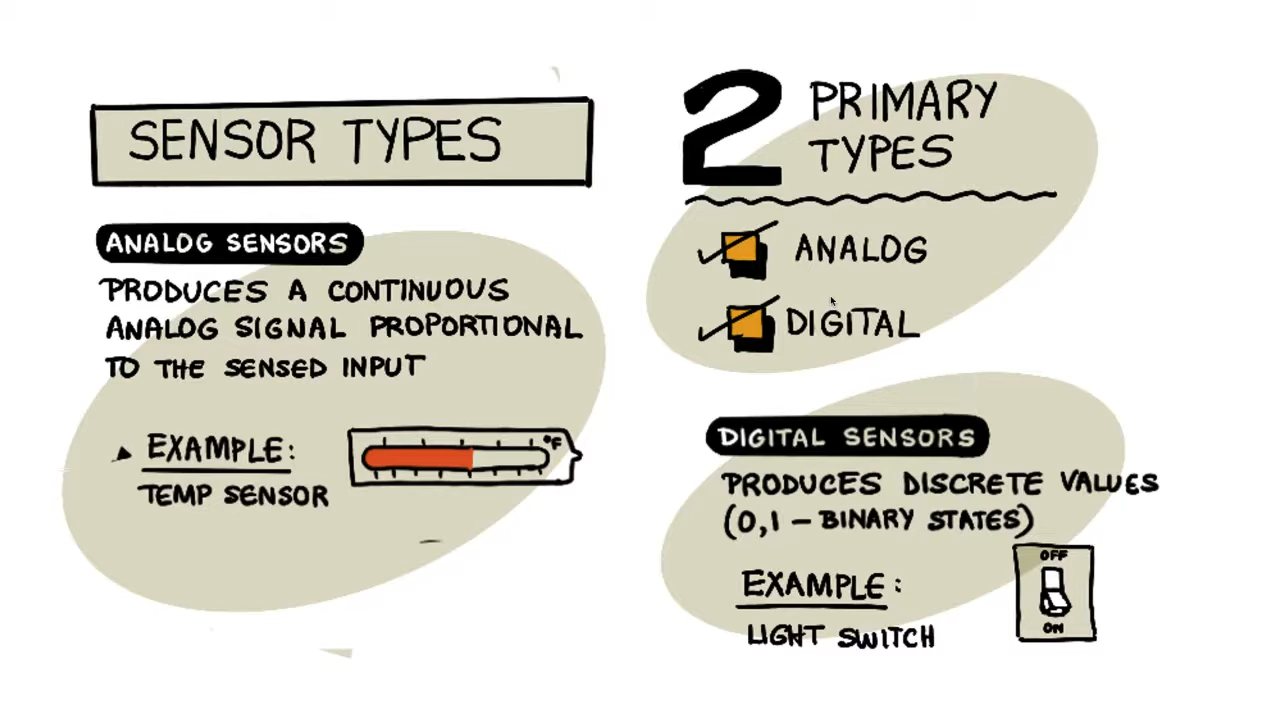 SENSOR TYPES
ANALOG SENSORS
PRODUCES A CONTINUOUS
ANALOG SIGNAL PROPORTIONAL
TO THE SENSED INPUT
EXAMPLE:
TEMP SENSOR
°F
2 PRIMARY
TYPES
ANALOG
DIGITAL
DIGITAL SENSORS
PRODUCES DISCRETE VALUES
(0,1 – BINARY STATES)
EXAMPLE:
LIGHT SWITCH
OFF
ON